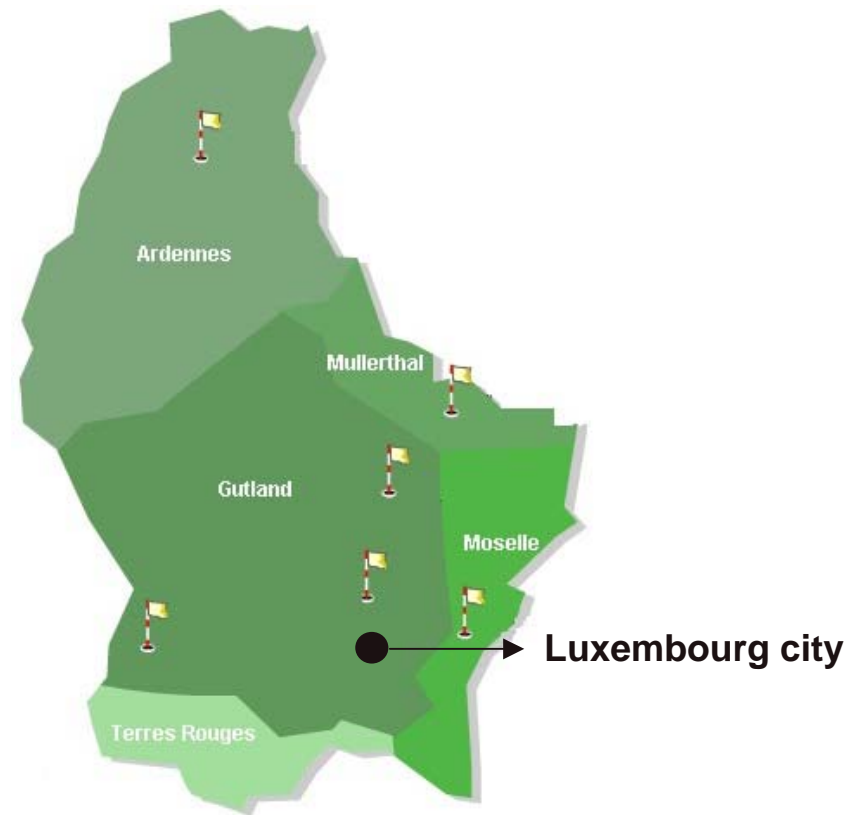 Ardennes
Mullerthal
Gutland
Moselle
Luxembourg city
Terres Rouges